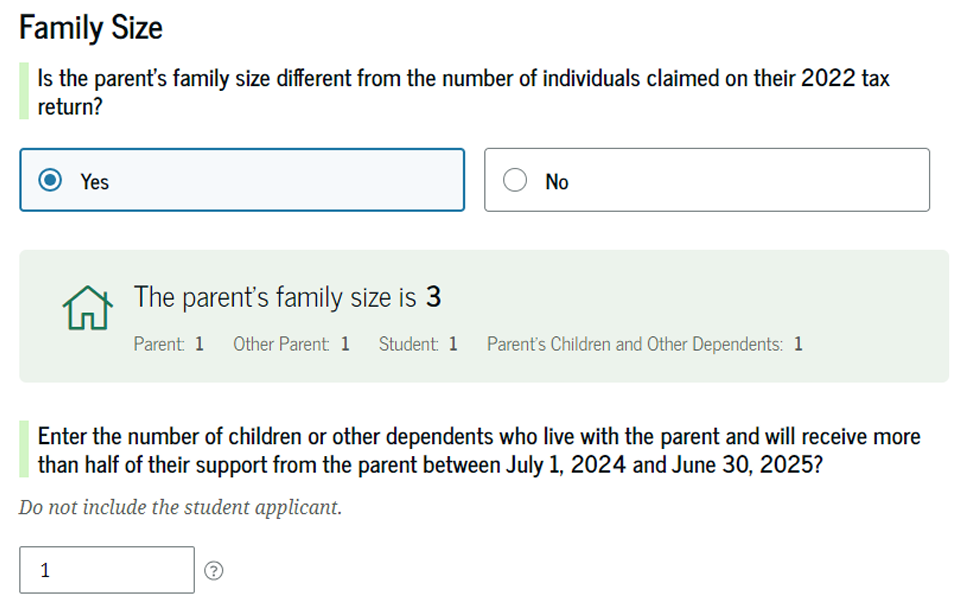 Family Size
Is the parent's family size different from the number of individuals claimed on their 2022 tax
return?
Yes
No
The parent's family size is 3
Parent: 1 Other Parent: 1 Student: 1 Parent's Children and Other Dependents: 1
Enter the number of children or other dependents who live with the parent and will receive more
than half of their support from the parent between July 1, 2024 and June 30, 2025?
Do not include the student applicant.
1 ?